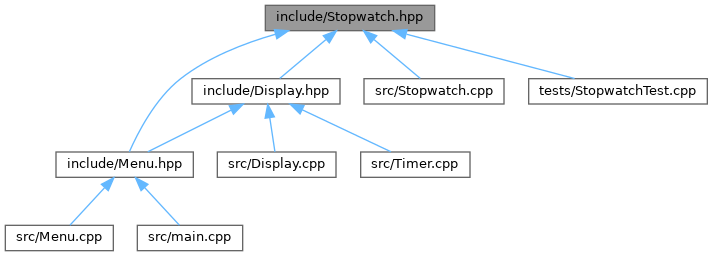 include/Stopwatch.hpp
include/Display.hpp
src/Stopwatch.cpp
tests/StopwatchTest.cpp
include/Menu.hpp
src/Display.cpp
src/Timer.cpp
src/Menu.cpp
src/main.cpp